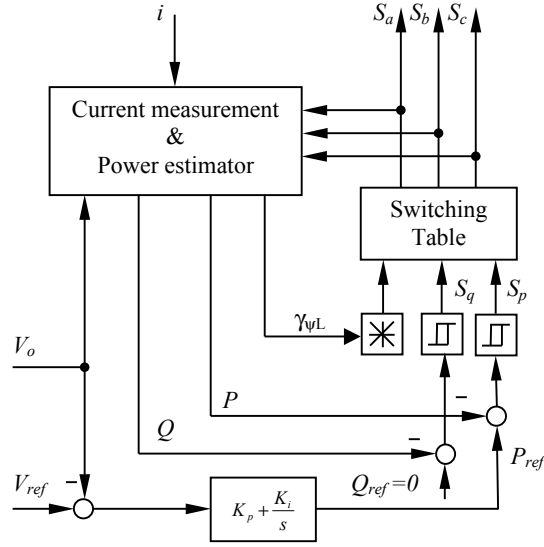 i
S_a S_b S_c
Current measurement
&
Power estimator
Switching
Table
S_q S_p
γ_ψL
V_o
P
Q
P_ref
V_ref
Q_ref=0
K_p + K_i/s